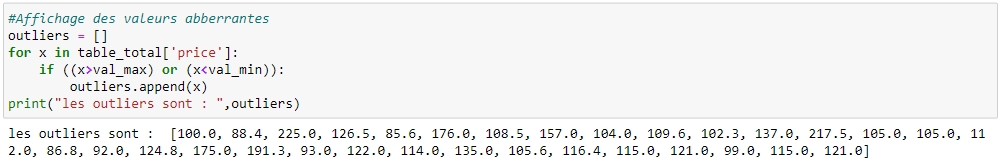 #Affichage des valeurs abberrantes
outliers = []
for x in table_total['price']:
    if ((x>val_max) or (x<val_min)):
        outliers.append(x)
print("les outliers sont : ",outliers)
les outliers sont :  [100.0, 88.4, 225.0, 126.5, 85.6, 176.0, 108.5, 157.0, 104.0, 109.6, 102.3, 137.0, 217.5, 105.0, 105.0, 11
2.0, 86.8, 92.0, 124.8, 175.0, 191.3, 93.0, 122.0, 114.0, 135.0, 105.6, 116.4, 115.0, 121.0, 99.0, 115.0, 121.0]